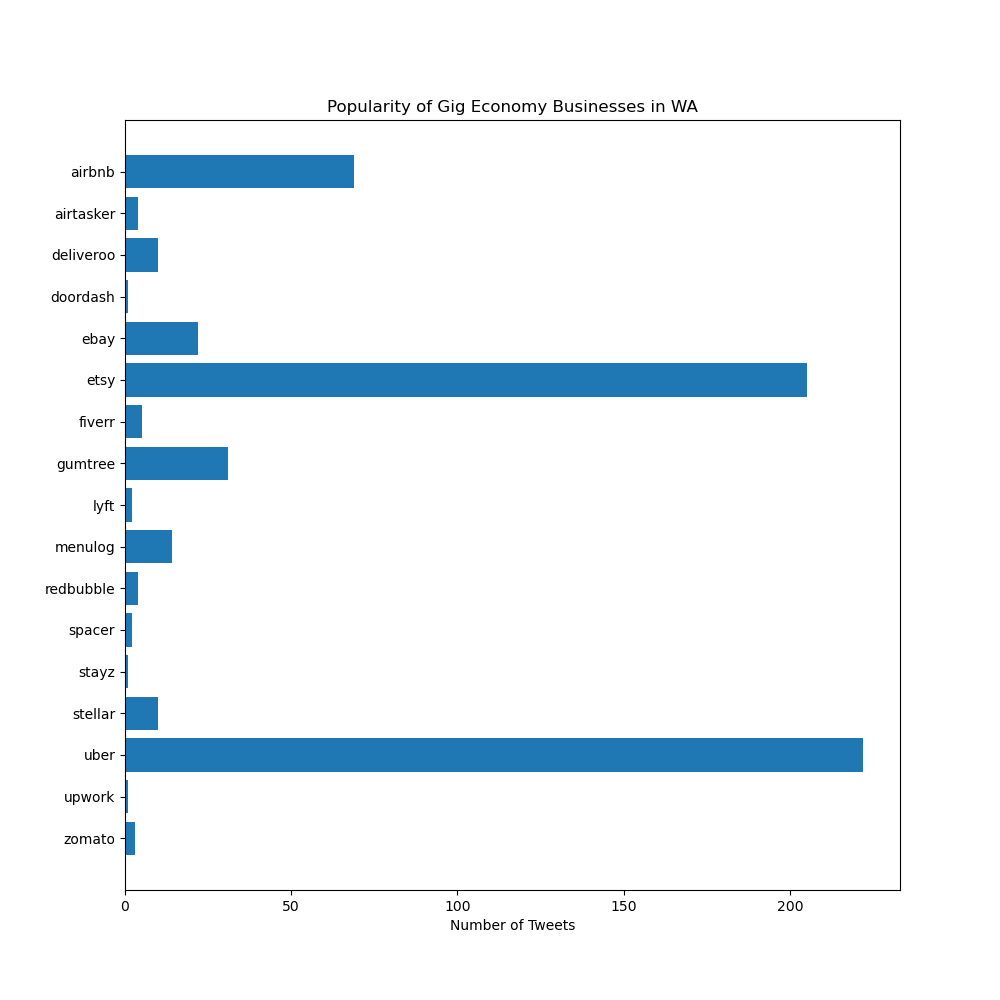 Popularity of Gig Economy Businesses in WA
airbnb
airtasker
deliveroo
doordash
ebay
etsy
fiverr
gumtree
lyft
menulog
redbubble
spacer
stayz
stellar
uber
upwork
zomato
0 50 100 150 200
Number of Tweets